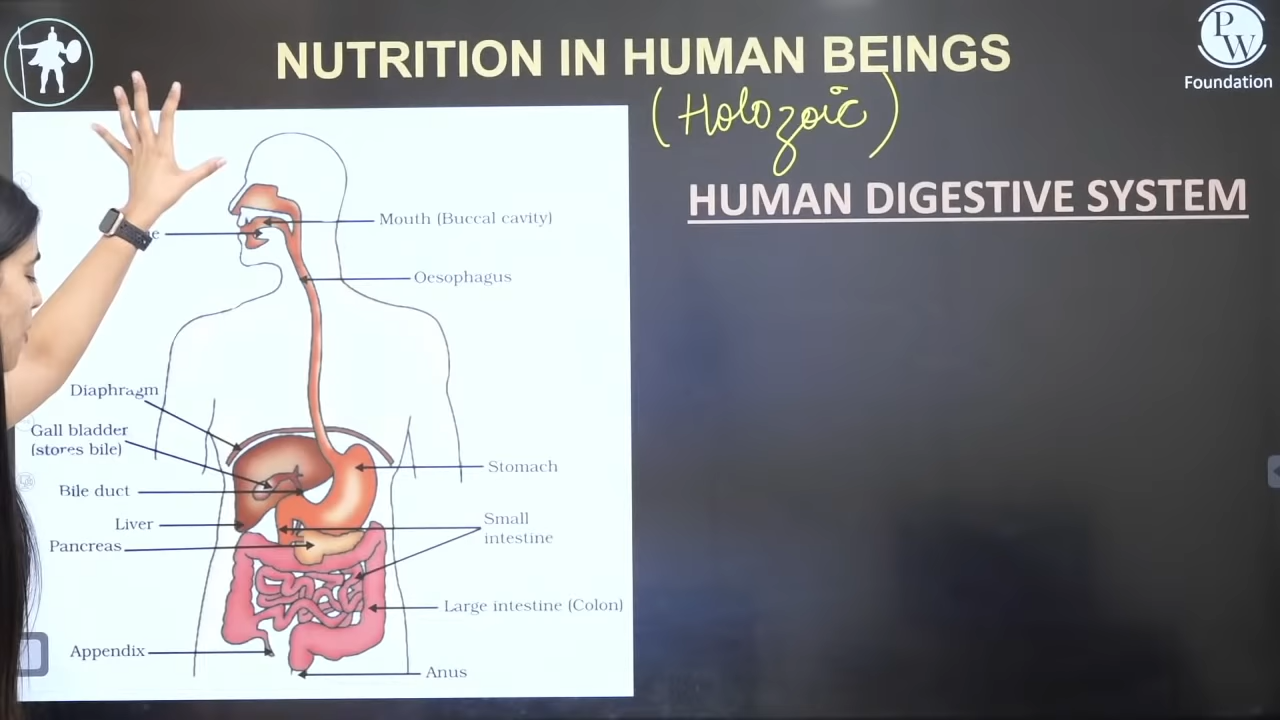 NUTRITION IN HUMAN BEINGS
(Holozoic)
PW
Foundation
HUMAN DIGESTIVE SYSTEM
Mouth (Buccal cavity)
Oesophagus
Diaphragm
Gall bladder
(stores bile)
Bile duct
Liver
Pancreas
Appendix
Stomach
Small
intestine
Large intestine (Colon)
Anus